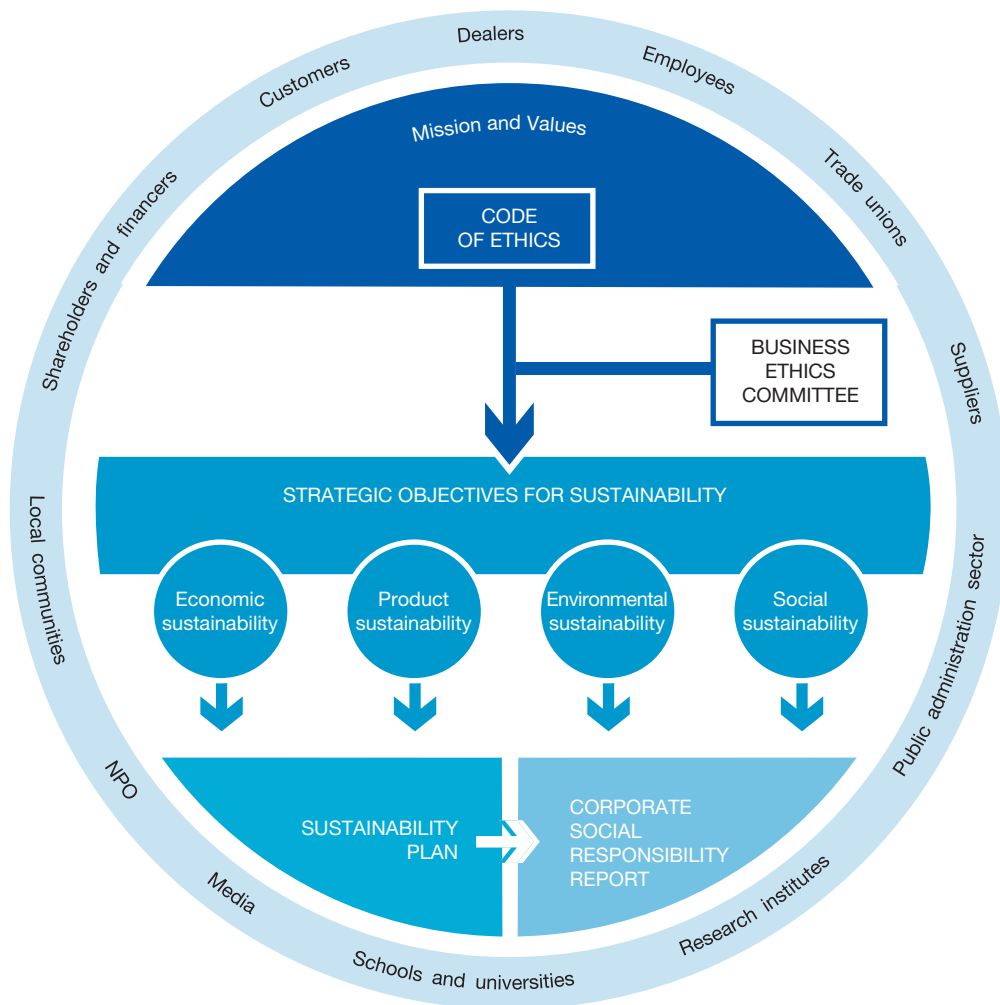 Dealers
Employees
Trade unions
Suppliers
Public administration sector
Research institutes
Schools and universities
Media
NPO
Local communities
Shareholders and financers
Customers
Mission and Values
CODE
OF ETHICS
BUSINESS
ETHICS
COMMITTEE
STRATEGIC OBJECTIVES FOR SUSTAINABILITY
Economic
sustainability
Product
sustainability
Environmental
sustainability
Social
sustainability
SUSTAINABILITY
PLAN
CORPORATE
SOCIAL
RESPONSIBILITY
REPORT